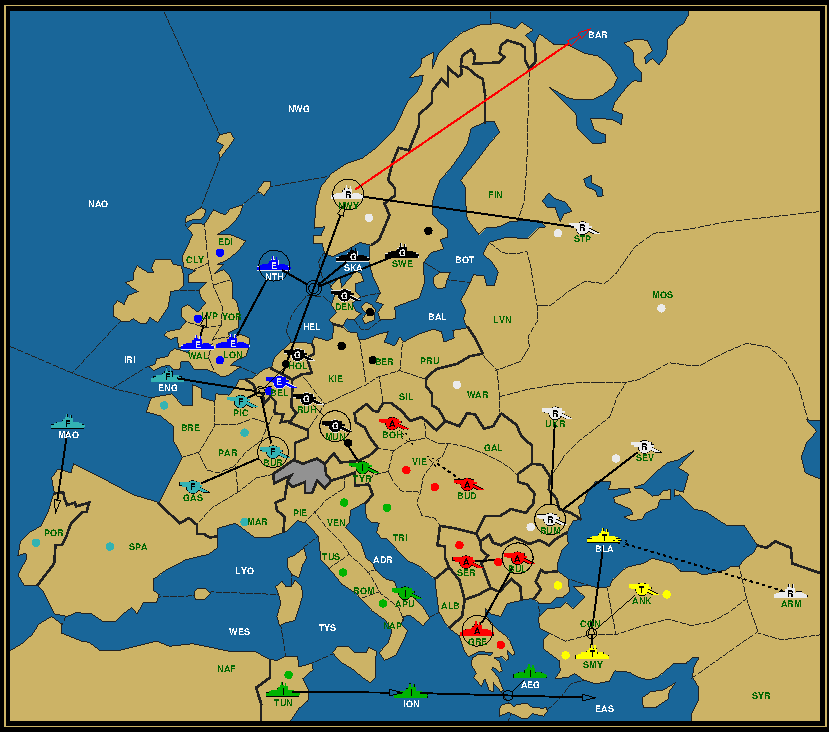 BAR
NWG
NAO
R
NWY
FIN
R
STP
EDI
CLY
E
NTH
G
SKA
G
SWE
BOT
MOS
G
DEN
LVP
YOR
HEL
BAL
LVN
E
WAL
E
LON
IRI
G
HOL
KIE
BER
PRU
F
ENG
E
BEL
SIL
WAR
F
PIC
G
RUH
BRE
F
MAO
G
MUN
A
BOH
R
UKR
PAR
F
BUR
VIE
GAL
R
SEV
T
TYR
F
GAS
A
BUD
PIE
MAR
VEN
R
RUM
POR
SPA
TRI
T
BLA
TUS
ADR
A
SER
A
BUL
LYO
ROM
I
APU
ALB
T
ANK
R
ARM
WES
TYS
NAP
A
GRE
CON
T
SMY
NAF
I
TUN
I
ION
I
AEG
EAS
SYR